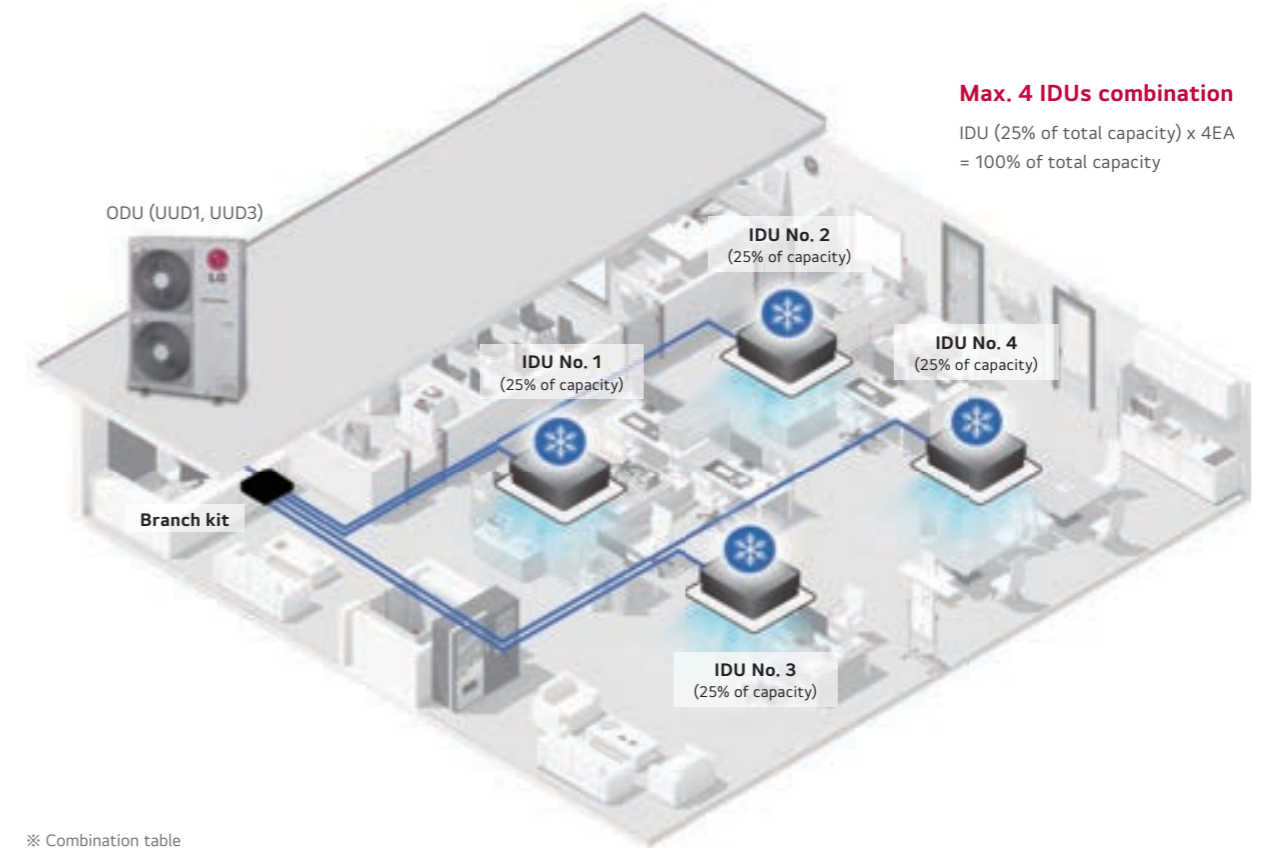 Max. 4 IDUs combination
IDU (25% of total capacity) x 4EA
= 100% of total capacity
ODU (UUD1, UUD3)
LG
IDU No. 2
(25% of capacity)
IDU No. 4
(25% of capacity)
IDU No. 1
(25% of capacity)
Branch kit
IDU No. 3
(25% of capacity)
※ Combination table